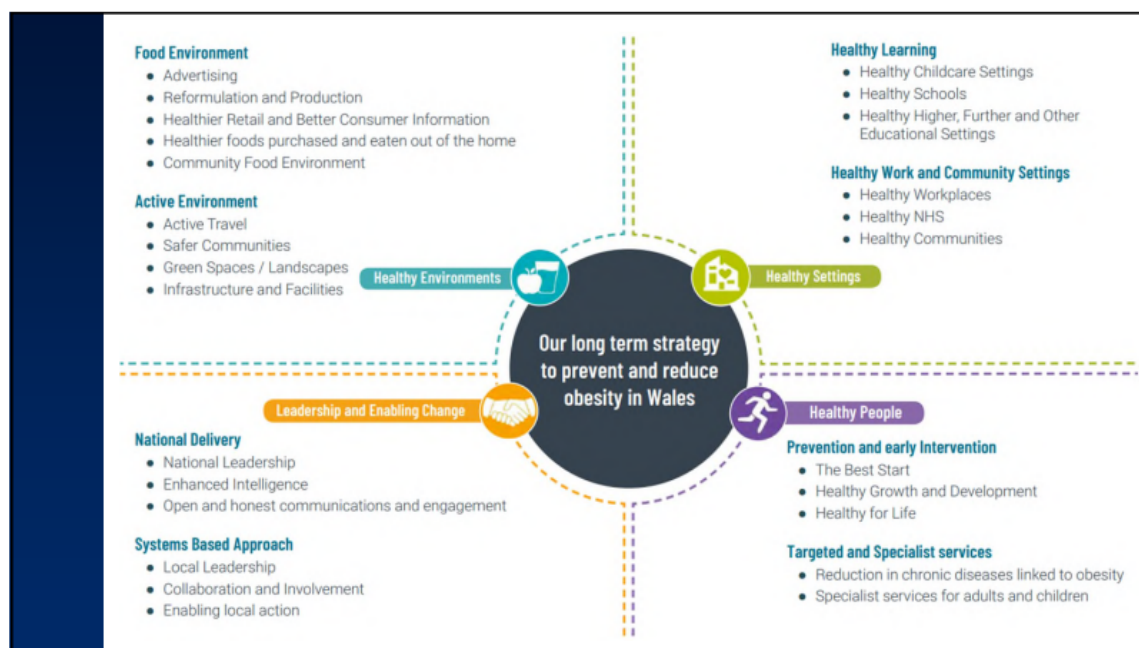 Food Environment
Advertising
Reformulation and Production
Healthier Retail and Better Consumer Information
Healthier foods purchased and eaten out of the home
Community Food Environment
Active Environment
Active Travel
Safer Communities
Green Spaces / Landscapes
Infrastructure and Facilities
Healthy Environments
Healthy Learning
Healthy Childcare Settings
Healthy Schools
Healthy Higher, Further and Other
Educational Settings
Healthy Work and Community Settings
Healthy Workplaces
Healthy NHS
Healthy Communities
Healthy Settings
Our long term strategy
to prevent and reduce
obesity in Wales
Leadership and Enabling Change
National Delivery
National Leadership
Enhanced Intelligence
Open and honest communications and engagement
Systems Based Approach
Local Leadership
Collaboration and Involvement
Enabling local action
Healthy People
Prevention and early Intervention
The Best Start
Healthy Growth and Development
Healthy for Life
Targeted and Specialist services
Reduction in chronic diseases linked to obesity
Specialist services for adults and children